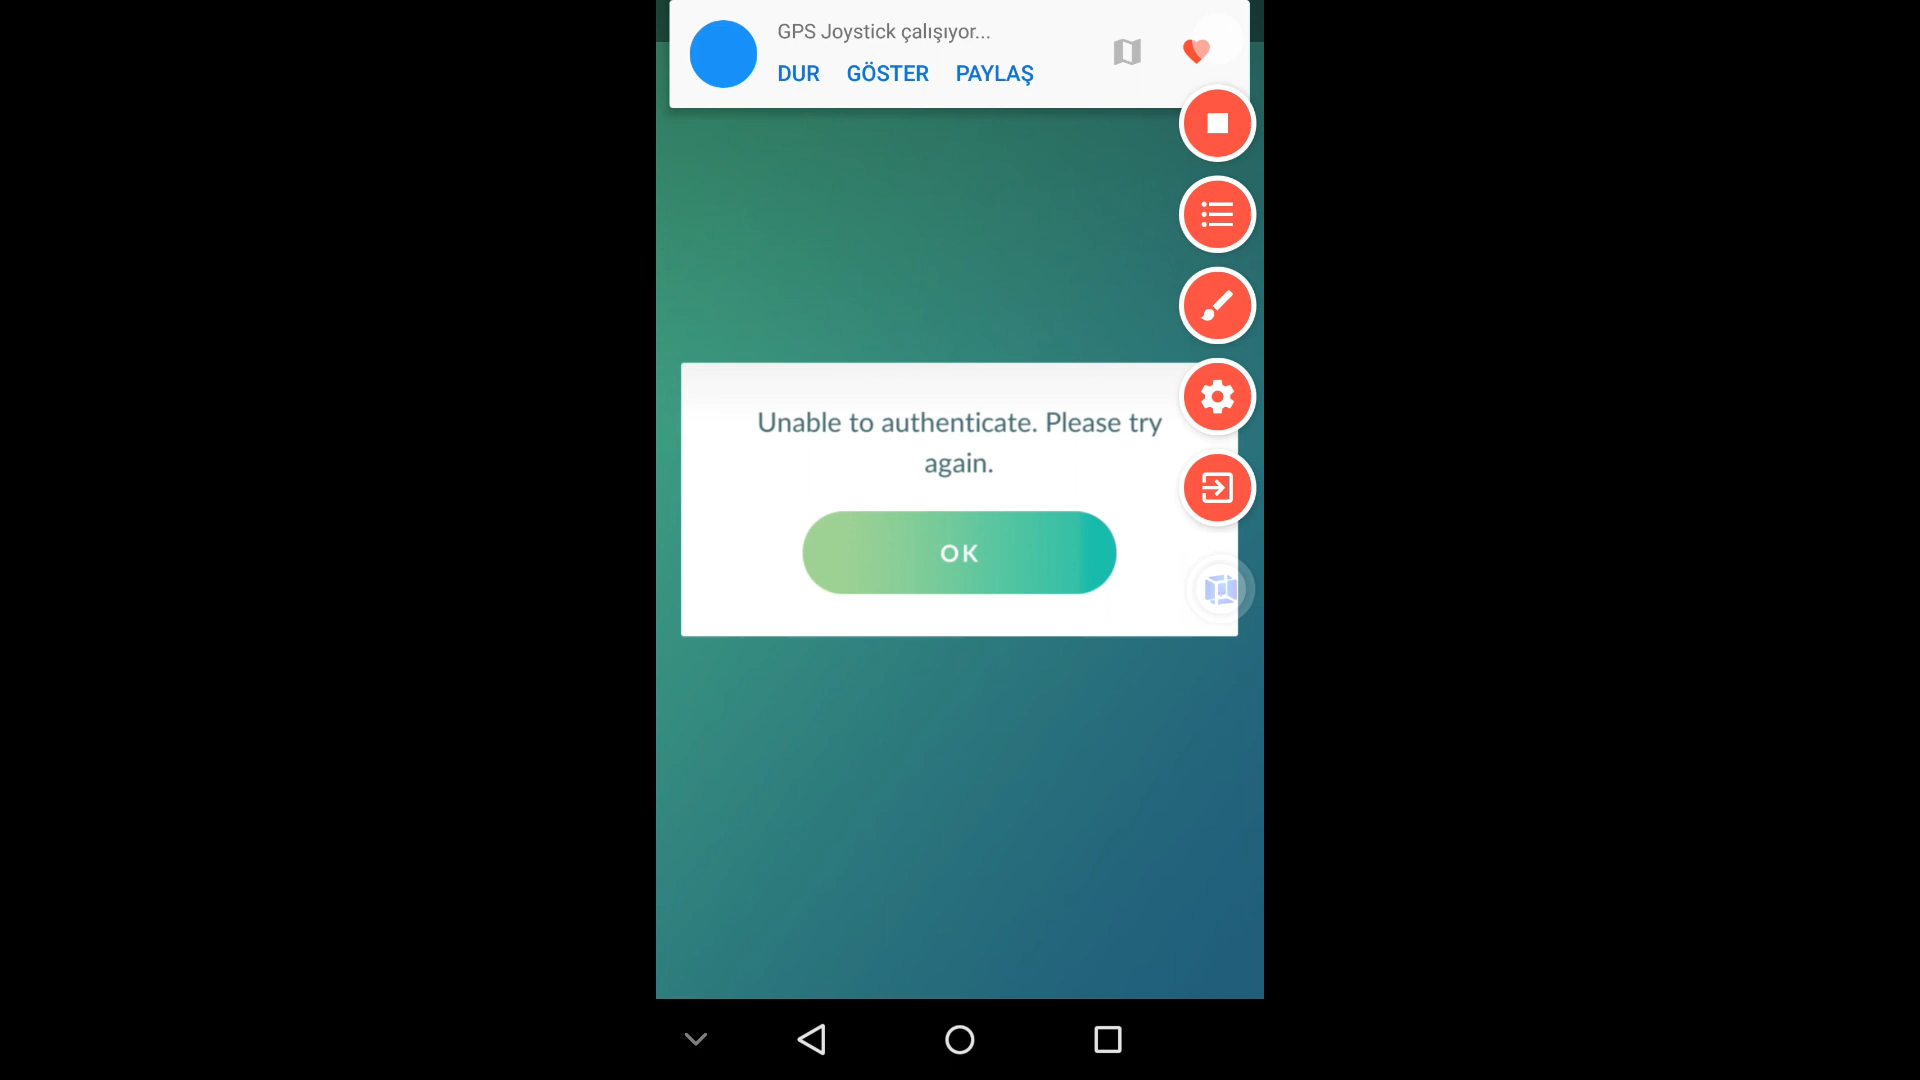 GPS Joystick çalışıyor...
DUR GÖSTER PAYLAŞ
Unable to authenticate. Please try
again.
OK